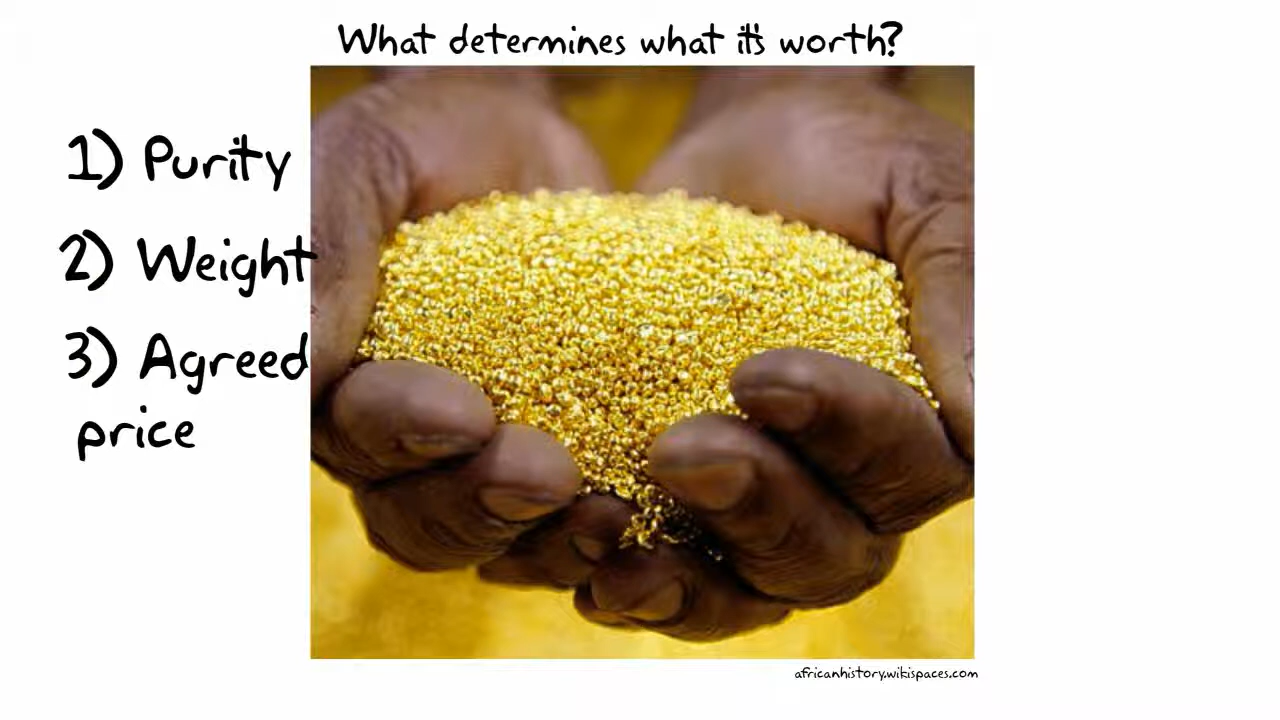 What determines what it's worth?
1) Purity
2) Weight
3) Agreed
price
africanhistory.wikispaces.com